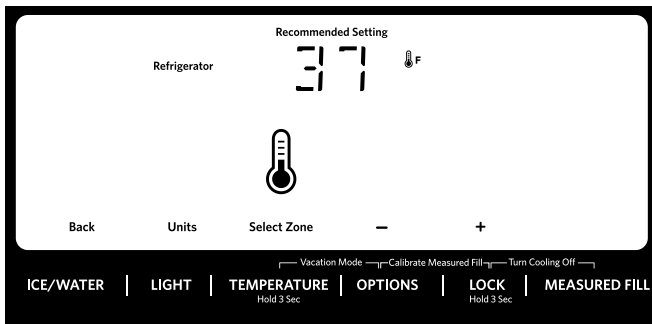 Recommended Setting
Refrigerator 37 F
Back Units Select Zone − +
Vacation Mode Calibrate Measured Fill Turn Cooling Off
ICE/WATER LIGHT TEMPERATURE OPTIONS LOCK MEASURED FILL
Hold 3 Sec Hold 3 Sec